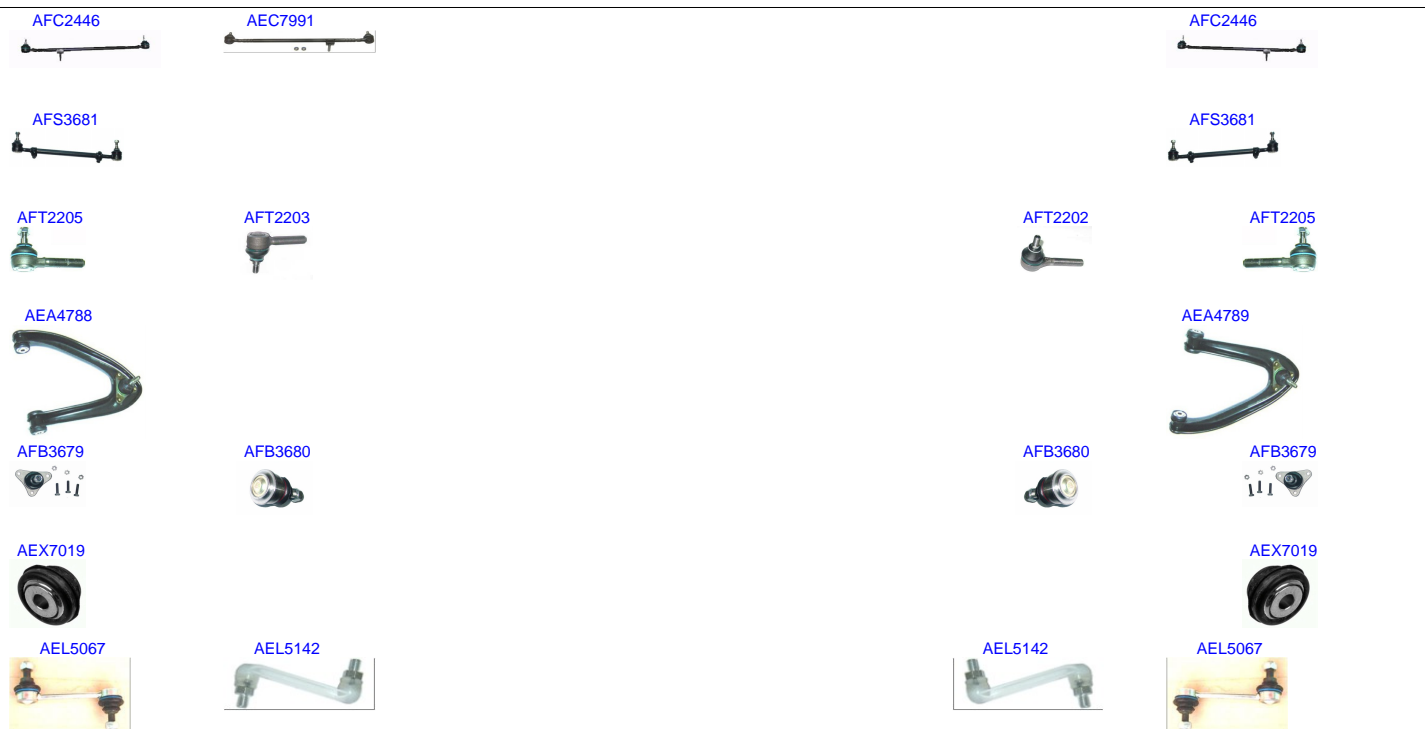 AFC2446 AEC7991 AFC2446
AFS3681 AFS3681
AFT2205 AFT2203 AFT2202 AFT2205
AEA4788 AEA4789
AFB3679 AFB3680 AFB3680 AFB3679
AEX7019 AEX7019
AEL5067 AEL5142 AEL5142 AEL5067